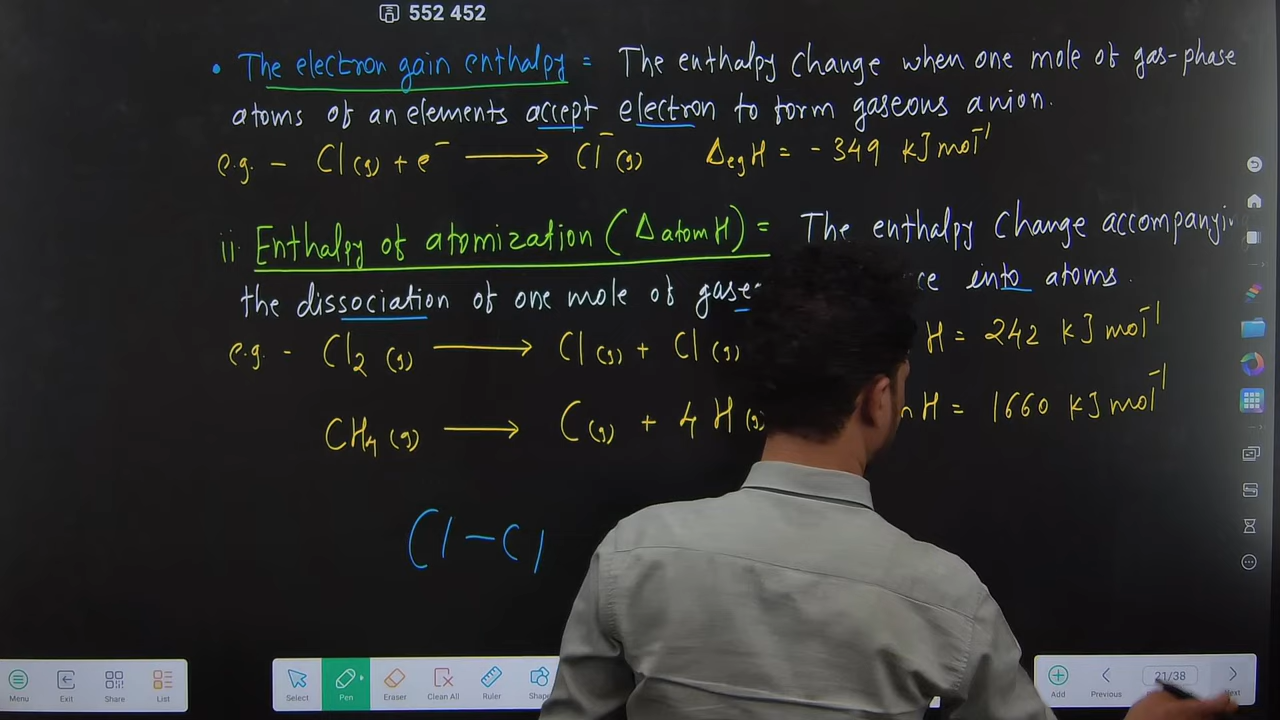 552 452
• The electron gain enthalpy = The enthalpy change when one mole of gas-phase
atoms of an elements accept electron to form gaseous anion.
e.g. - Cl(g) + e⁻ ⟶ Cl⁻(g) ΔegH = - 349 kJ mol⁻¹
ii. Enthalpy of atomization (ΔatomH) = The enthalpy change
the dissociation of one mole of into atoms.
e.g. - Cl₂ (g) ⟶ Cl(g) + Cl(g) H = 242 kJ mol⁻¹
CH₄(g) ⟶ C(g) + 4 H(g) H = 1660 kJ mol⁻¹
Cl-Cl
Menu Exit Share List Select Pen Eraser Clean All Ruler Add Previous 21/38 Next